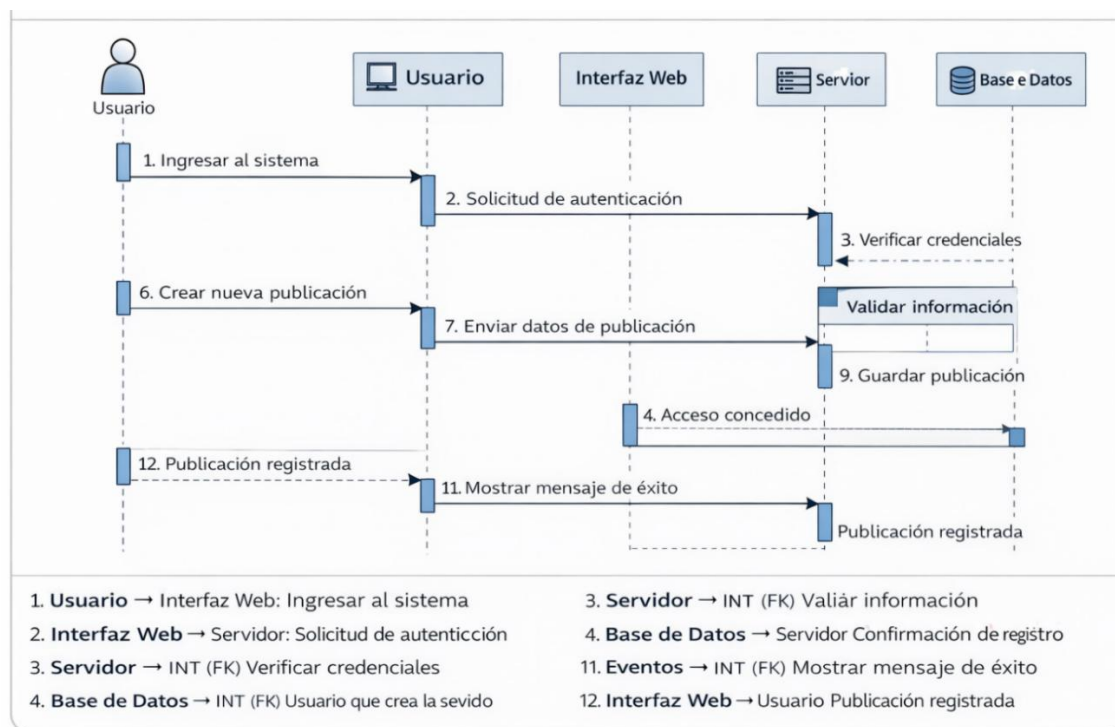 Usuario
Usuario
Interfaz Web
Servior
Base e Datos
1. Ingresar al sistema
2. Solicitud de autenticación
3. Verificar credenciales
6. Crear nueva publicación
Validar información
7. Enviar datos de publicación
9. Guardar publicación
4. Acceso concedido
12. Publicación registrada
11. Mostrar mensaje de éxito
Publicación registrada
1. Usuario → Interfaz Web: Ingresar al sistema
2. Interfaz Web → Servidor: Solicitud de autenticción
3. Servidor → INT (FK) Verificar credenciales
4. Base de Datos → INT (FK) Usuario que crea la sevido
3. Servidor → INT (FK) Valiár información
4. Base de Datos → Servidor Confirmación de registro
11. Eventos → INT (FK) Mostrar mensaje de éxito
12. Interfaz Web → Usuario Publicación registrada